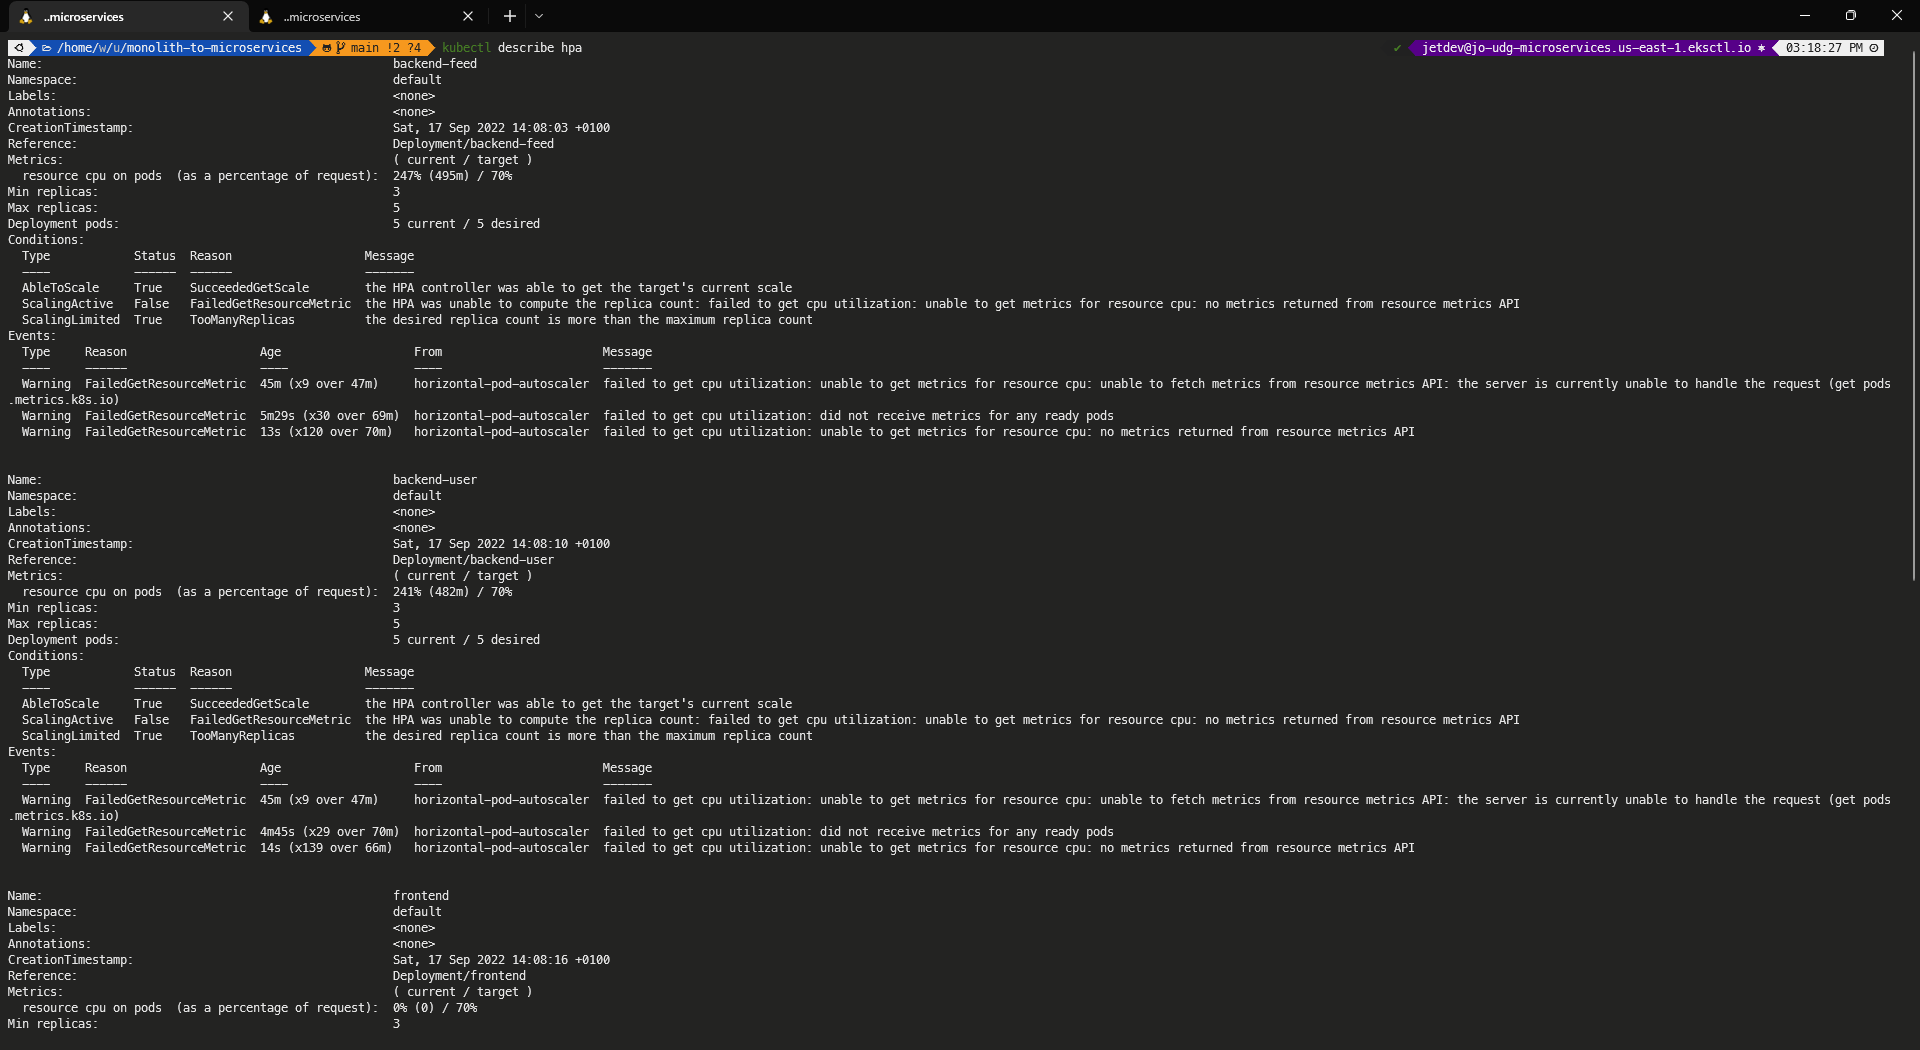 ..microservices
..microservices
/home/w/u/monolith-to-microservices main !2 ?4 kubectl describe hpa ✔ jetdev@jo-udg-microservices.us-east-1.eksctl.io 03:18:27 PM
Name: backend-feed
Namespace: default
Labels: <none>
Annotations: <none>
CreationTimestamp: Sat, 17 Sep 2022 14:08:03 +0100
Reference: Deployment/backend-feed
Metrics: ( current / target )
resource cpu on pods (as a percentage of request): 247% (495m) / 70%
Min replicas: 3
Max replicas: 5
Deployment pods: 5 current / 5 desired
Conditions:
Type Status Reason Message
---- ------ ------ -------
AbleToScale True SucceededGetScale the HPA controller was able to get the target's current scale
ScalingActive False FailedGetResourceMetric the HPA was unable to compute the replica count: failed to get cpu utilization: unable to get metrics for resource cpu: no metrics returned from resource metrics API
ScalingLimited True TooManyReplicas the desired replica count is more than the maximum replica count
Events:
Type Reason Age From Message
---- ------ ---- ---- -------
Warning FailedGetResourceMetric 45m (x9 over 47m) horizontal-pod-autoscaler failed to get cpu utilization: unable to get metrics for resource cpu: unable to fetch metrics from resource metrics API: the server is currently unable to handle the request (get pods
.metrics.k8s.io)
Warning FailedGetResourceMetric 5m29s (x30 over 69m) horizontal-pod-autoscaler failed to get cpu utilization: did not receive metrics for any ready pods
Warning FailedGetResourceMetric 13s (x120 over 70m) horizontal-pod-autoscaler failed to get cpu utilization: unable to get metrics for resource cpu: no metrics returned from resource metrics API
Name: backend-user
Namespace: default
Labels: <none>
Annotations: <none>
CreationTimestamp: Sat, 17 Sep 2022 14:08:10 +0100
Reference: Deployment/backend-user
Metrics: ( current / target )
resource cpu on pods (as a percentage of request): 241% (482m) / 70%
Min replicas: 3
Max replicas: 5
Deployment pods: 5 current / 5 desired
Conditions:
Type Status Reason Message
---- ------ ------ -------
AbleToScale True SucceededGetScale the HPA controller was able to get the target's current scale
ScalingActive False FailedGetResourceMetric the HPA was unable to compute the replica count: failed to get cpu utilization: unable to get metrics for resource cpu: no metrics returned from resource metrics API
ScalingLimited True TooManyReplicas the desired replica count is more than the maximum replica count
Events:
Type Reason Age From Message
---- ------ ---- ---- -------
Warning FailedGetResourceMetric 45m (x9 over 47m) horizontal-pod-autoscaler failed to get cpu utilization: unable to get metrics for resource cpu: unable to fetch metrics from resource metrics API: the server is currently unable to handle the request (get pods
.metrics.k8s.io)
Warning FailedGetResourceMetric 4m45s (x29 over 70m) horizontal-pod-autoscaler failed to get cpu utilization: did not receive metrics for any ready pods
Warning FailedGetResourceMetric 14s (x139 over 66m) horizontal-pod-autoscaler failed to get cpu utilization: unable to get metrics for resource cpu: no metrics returned from resource metrics API
Name: frontend
Namespace: default
Labels: <none>
Annotations: <none>
CreationTimestamp: Sat, 17 Sep 2022 14:08:16 +0100
Reference: Deployment/frontend
Metrics: ( current / target )
resource cpu on pods (as a percentage of request): 0% (0) / 70%
Min replicas: 3